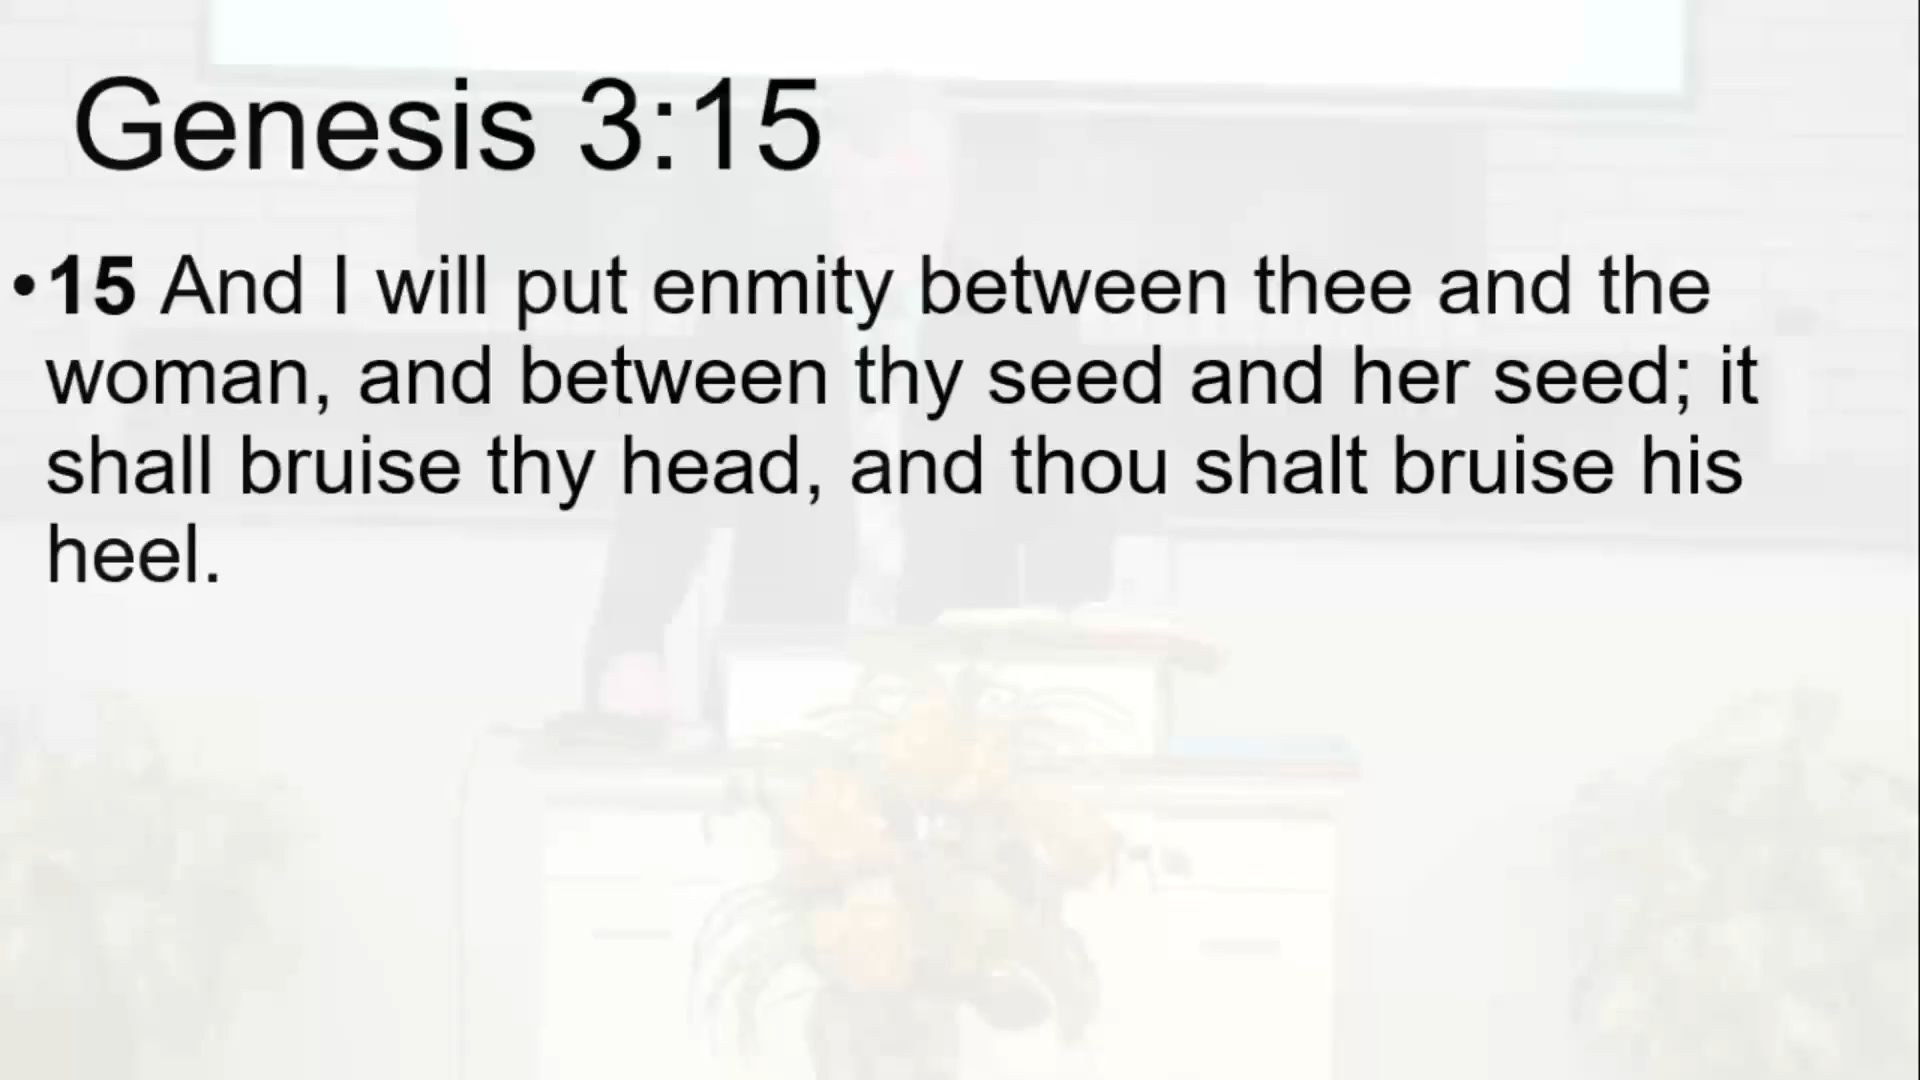 Genesis 3:15
•15 And I will put enmity between thee and the
woman, and between thy seed and her seed; it
shall bruise thy head, and thou shalt bruise his
heel.